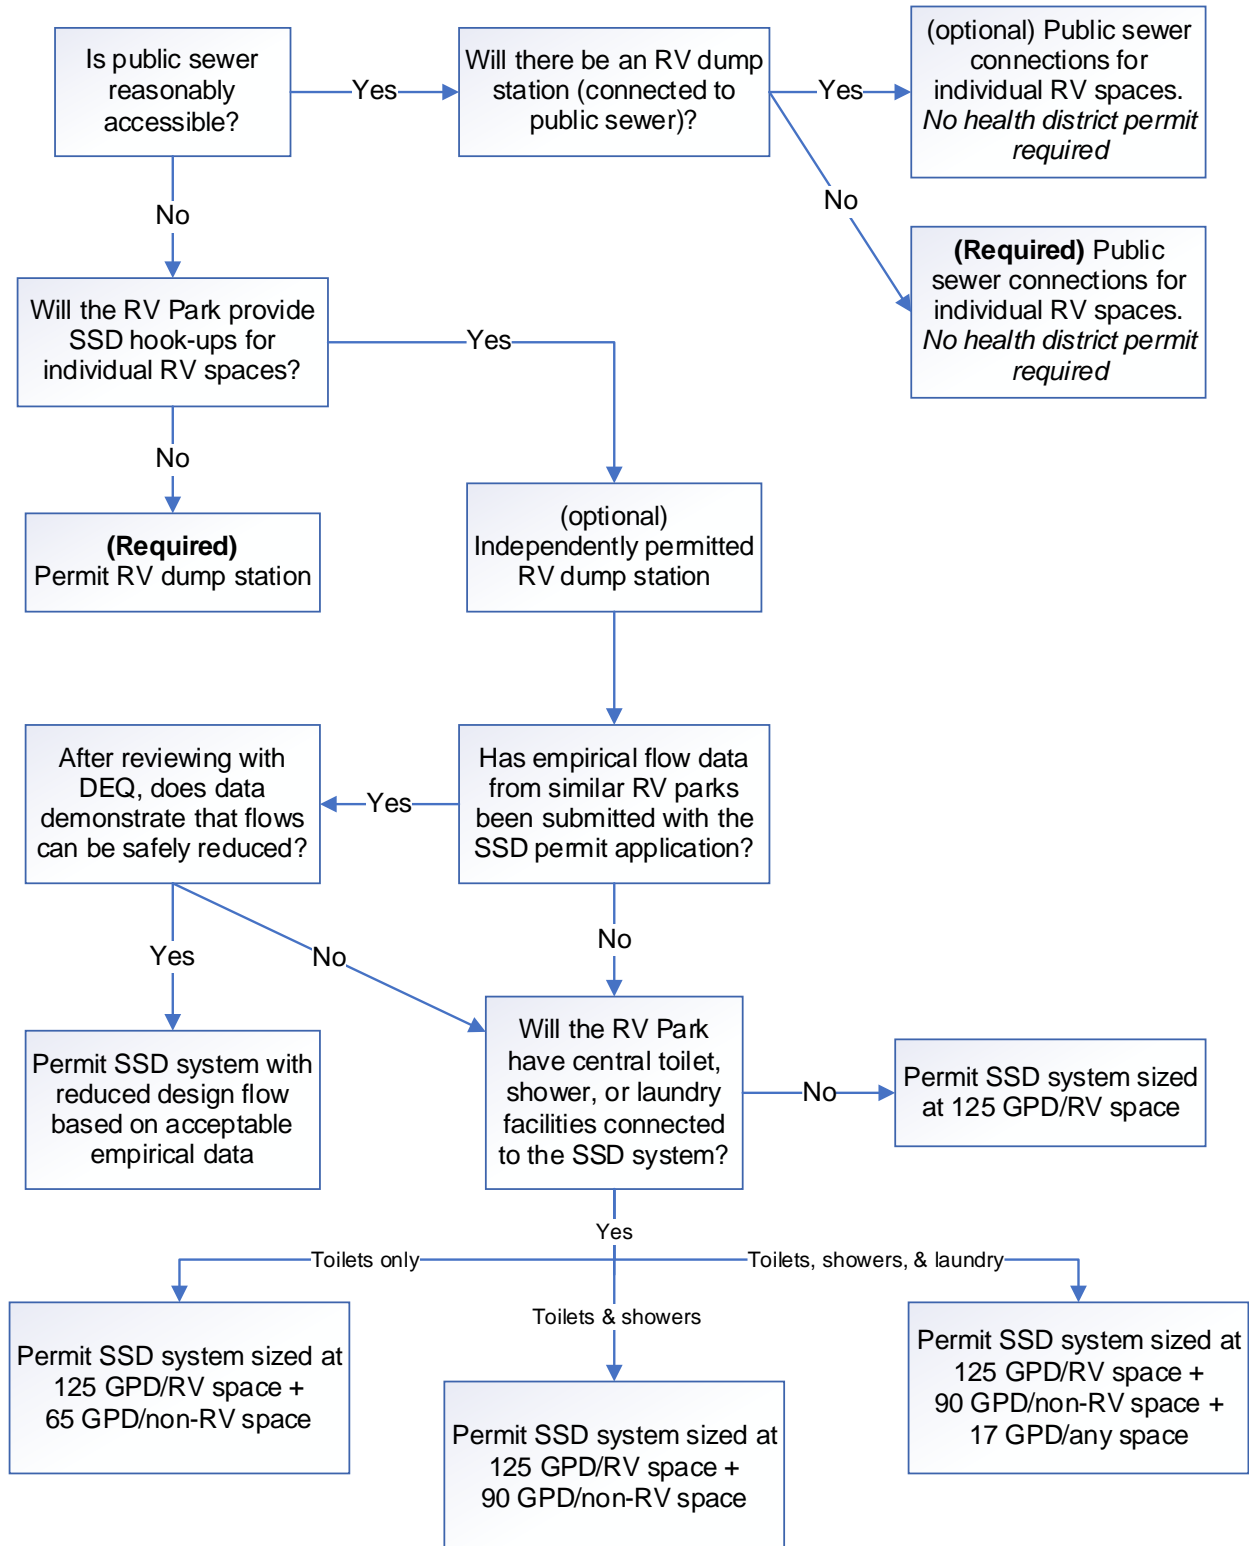 Is public sewer
reasonably
accessible?
Yes
Will there be an RV dump
station (connected to
public sewer)?
Yes
(optional) Public sewer
connections for
individual RV spaces.
No health district permit
required
No
No
(Required) Public
sewer connections for
individual RV spaces.
No health district permit
required
Will the RV Park provide
SSD hook-ups for
individual RV spaces?
Yes
No
(Required)
Permit RV dump station
(optional)
Independently permitted
RV dump station
After reviewing with
DEQ, does data
demonstrate that flows
can be safely reduced?
Yes
Has empirical flow data
from similar RV parks
been submitted with the
SSD permit application?
Yes
No
No
Permit SSD system with
reduced design flow
based on acceptable
empirical data
Will the RV Park
have central toilet,
shower, or laundry
facilities connected
to the SSD system?
No
Permit SSD system sized
at 125 GPD/RV space
Yes
Toilets only
Toilets, showers, & laundry
Toilets & showers
Permit SSD system sized at
125 GPD/RV space +
65 GPD/non-RV space
Permit SSD system sized at
125 GPD/RV space +
90 GPD/non-RV space
Permit SSD system sized at
125 GPD/RV space +
90 GPD/non-RV space +
17 GPD/any space